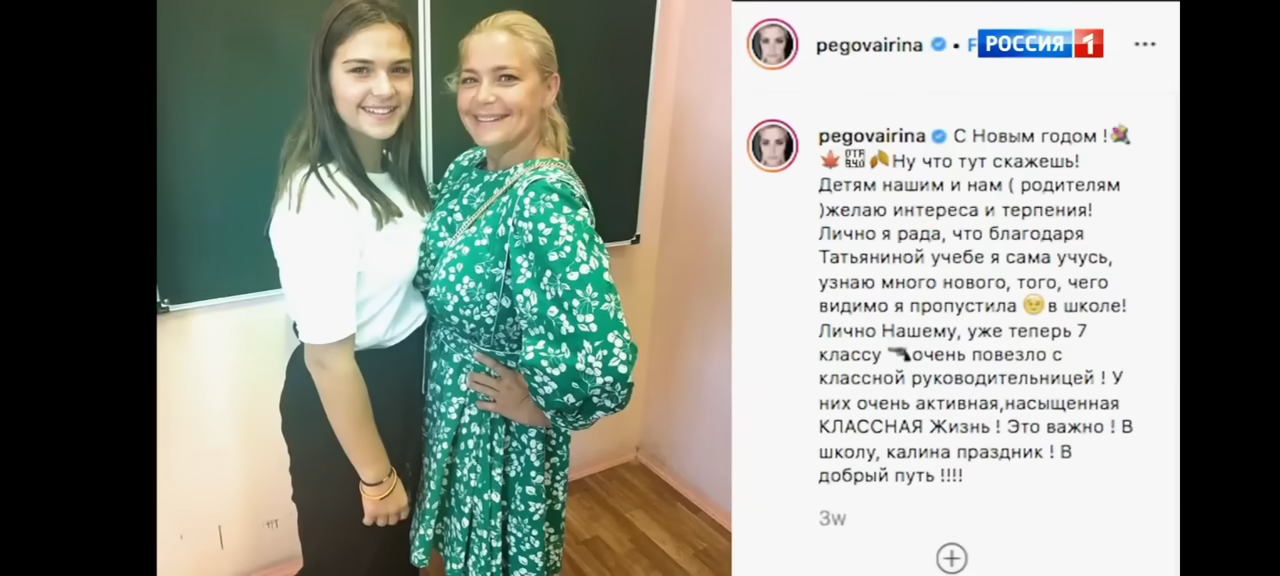 pegovairina • F
РОССИЯ 1
pegovairina С Новым годом !
Ну что тут скажешь!
Детям нашим и нам ( родителям
)желаю интереса и терпения!
Лично я рада, что благодаря
Татьяниной учебе я сама учусь,
узнаю много нового, того, чего
видимо я пропустила в школе!
Лично Нашему, уже теперь 7
классу очень повезло с
классной руководительницей ! У
них очень активная,насыщенная
КЛАССНАЯ Жизнь ! Это важно ! В
школу, калина праздник ! В
добрый путь !!!!
3w